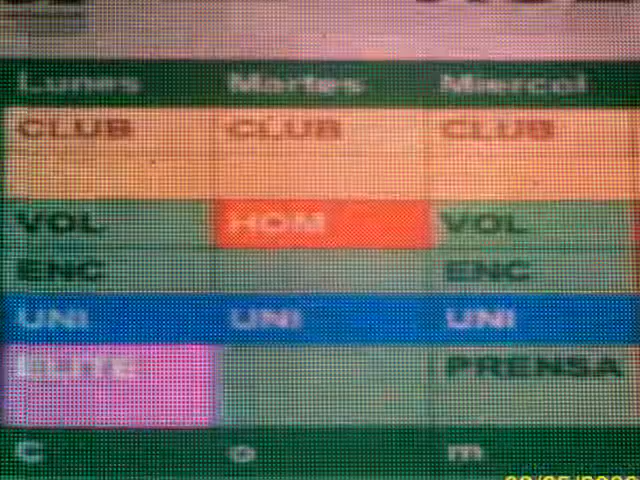 Lunes Martes Miercol
CLUB CLUB CLUB
VOL HOM VOL
ENC ENC
UNI UNI UNI
ELITE PRENSA
C o m